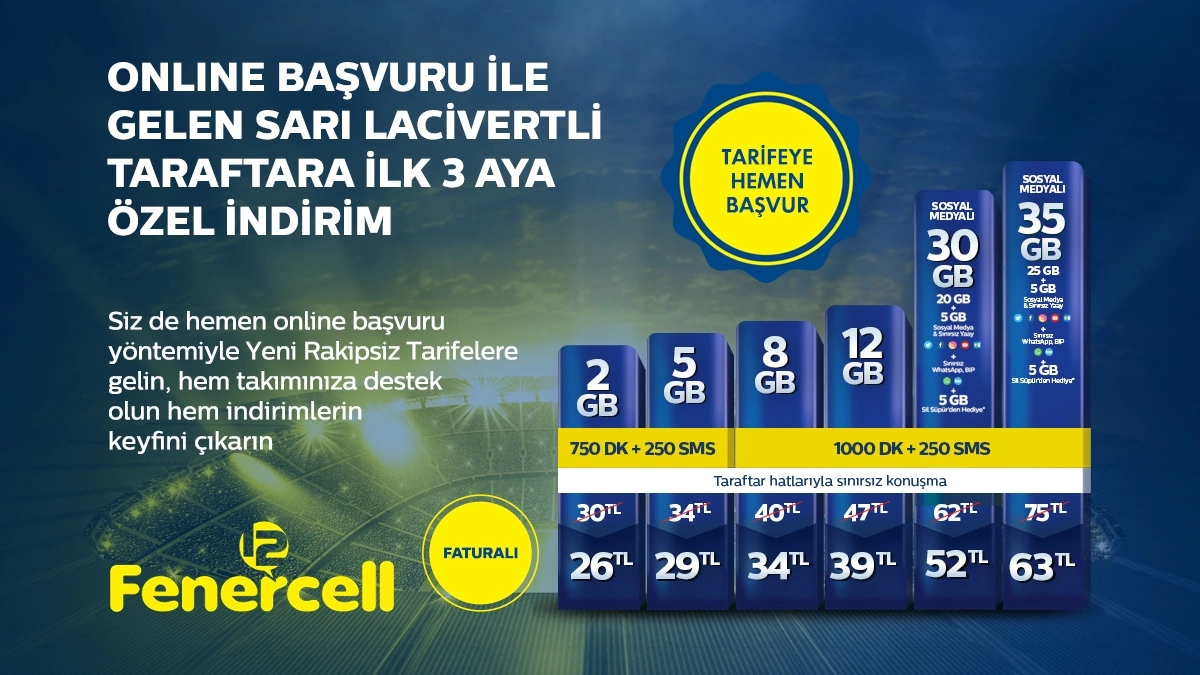 ONLINE BAŞVURU İLE
GELEN SARI LACİVERTLİ
TARAFTARA İLK 3 AYA
ÖZEL İNDİRİM
Siz de hemen online başvuru
yöntemiyle Yeni Rakipsiz Tarifelere
gelin, hem takımınıza destek
olun hem indirimlerin
keyfini çıkarın
Fenercell
FATURALI
TARİFEYE
HEMEN
BAŞVUR
2
GB
5
GB
8
GB
12
GB
SOSYAL
MEDYALI
30
GB
20 GB
+
5 GB
Sosyal Medya
& Sınırsız Yaay
+
Sınırsız
WhatsApp, BIP
+
5 GB
Sil Süpür'den Hediye*
SOSYAL
MEDYALI
35
GB
25 GB
+
5 GB
Sosyal Medya
& Sınırsız Yaay
+
Sınırsız
WhatsApp, BIP
+
5 GB
Sil Süpür'den Hediye*
750 DK + 250 SMS
1000 DK + 250 SMS
Taraftar hatlarıyla sınırsız konuşma
30TL 34TL 40TL 47TL 62TL 75TL
26TL 29TL 34TL 39TL 52TL 63TL